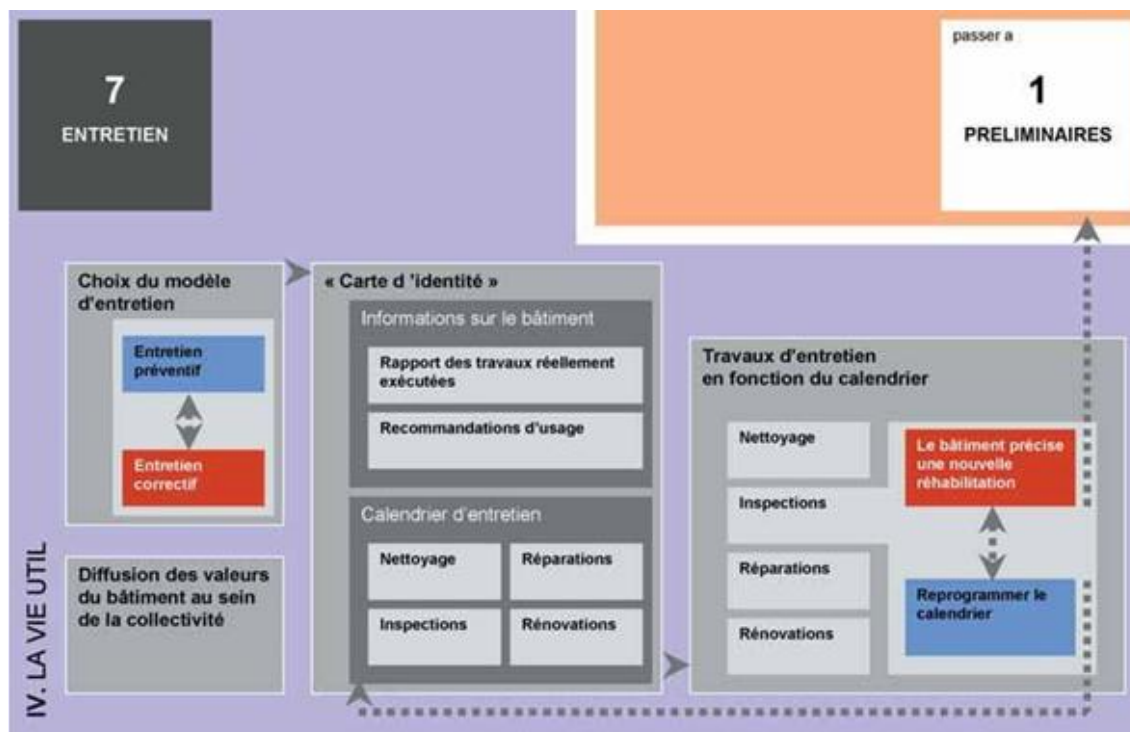 7
ENTRETIEN
passer a
1
PRELIMINAIRES
Choix du modèle
d'entretien
Entretien
préventif
Entretien
correctif
Diffusion des valeurs
du bâtiment au sein
de la collectivité
« Carte d 'identité »
Informations sur le bâtiment
Rapport des travaux réellement
exécutées
Recommandations d'usage
Calendrier d'entretien
Nettoyage
Réparations
Inspections
Rénovations
Travaux d'entretien
en fonction du calendrier
Nettoyage
Inspections
Réparations
Rénovations
Le bâtiment précise
une nouvelle
réhabilitation
Reprogrammer le
calendrier
IV. LA VIE UTIL